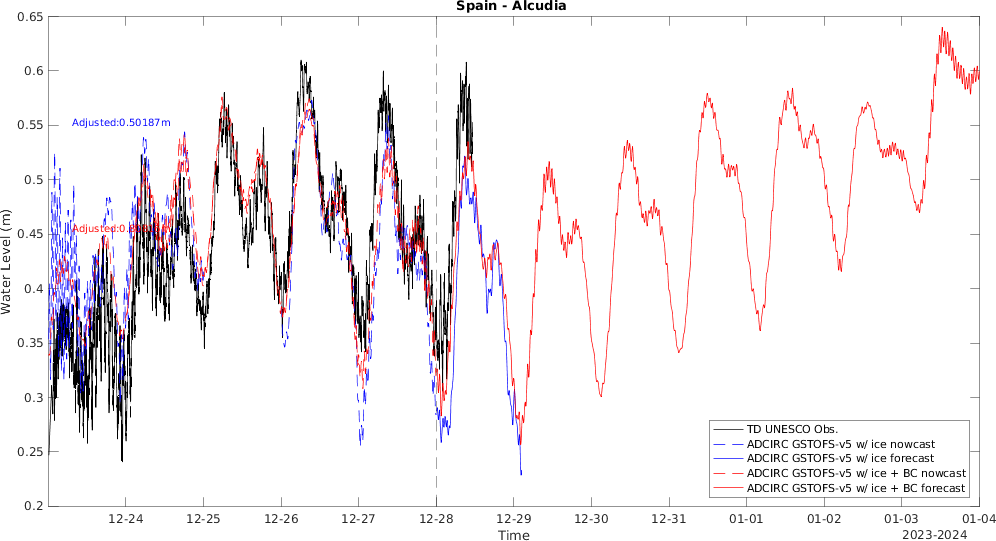 Spain - Alcudia
Water Level (m)
0.65
0.6
0.55
0.5
0.45
0.4
0.35
0.3
0.25
0.2
Adjusted:0.50187m
TD UNESCO Obs.
ADCIRC GSTOFS-v5 w/ ice nowcast
ADCIRC GSTOFS-v5 w/ ice forecast
ADCIRC GSTOFS-v5 w/ ice + BC nowcast
ADCIRC GSTOFS-v5 w/ ice + BC forecast
12-24 12-25 12-26 12-27 12-28 12-29 12-30 12-31 01-01 01-02 01-03 01-04
Time
2023-2024